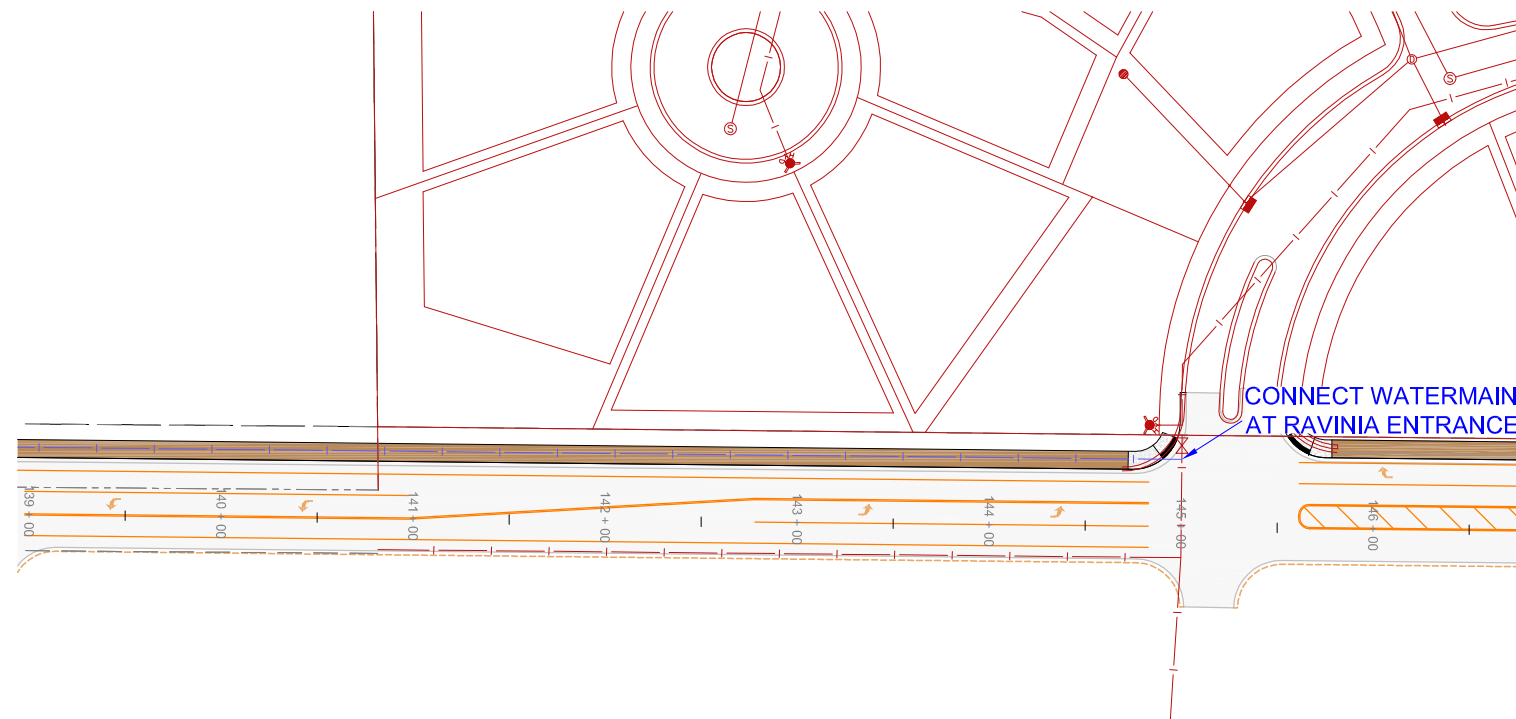 S
S
CONNECT WATERMAIN
AT RAVINIA ENTRANCE
139 + 00
140 + 00
141 + 00
142 + 00
143 + 00
144 + 00
145 + 00
146 + 00